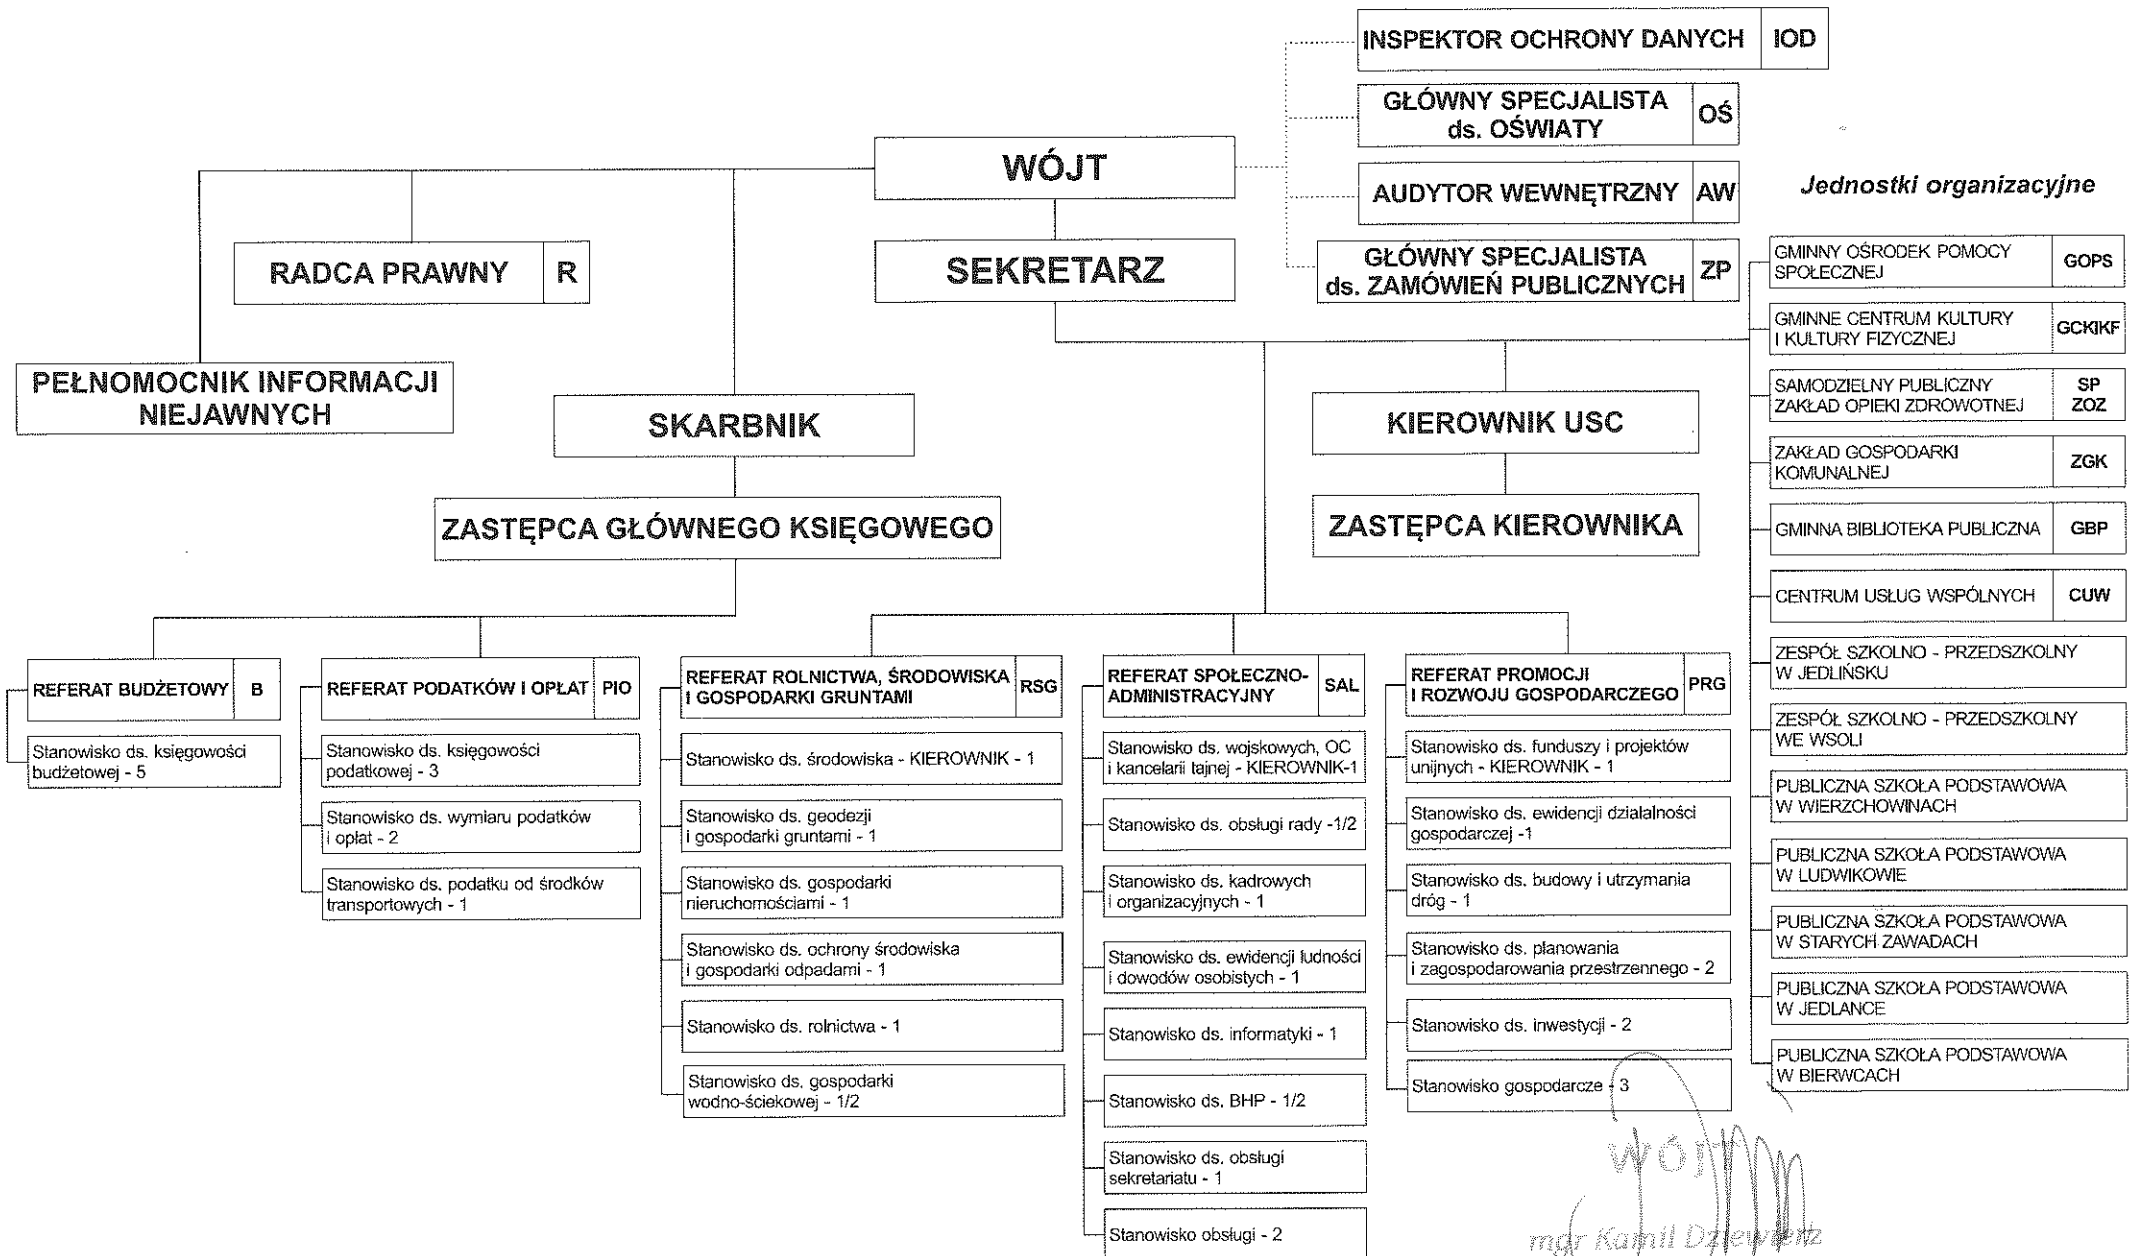 INSPEKTOR OCHRONY DANYCH IOD
GŁÓWNY SPECJALISTA
ds. OŚWIATY
OŚ
WÓJT
AUDYTOR WEWNĘTRZNY AW
Jednostki organizacyjne
RADCA PRAWNY R
SEKRETARZ
GŁÓWNY SPECJALISTA
ds. ZAMÓWIEŃ PUBLICZNYCH
ZP
PEŁNOMOCNIK INFORMACJI
NIEJAWNYCH
SKARBNIK
KIEROWNIK USC
ZASTĘPCA GŁÓWNEGO KSIĘGOWEGO
ZASTĘPCA KIEROWNIKA
REFERAT BUDŻETOWY B
Stanowisko ds. księgowości
budżetowej - 5
REFERAT PODATKÓW I OPŁAT PIO
Stanowisko ds. księgowości
podatkowej - 3
Stanowisko ds. wymiaru podatków
i opłat - 2
Stanowisko ds. podatku od środków
transportowych - 1
REFERAT ROLNICTWA, ŚRODOWISKA
I GOSPODARKI GRUNTAMI
RSG
Stanowisko ds. środowiska - KIEROWNIK - 1
Stanowisko ds. geodezji
i gospodarki gruntami - 1
Stanowisko ds. gospodarki
nieruchomościami - 1
Stanowisko ds. ochrony środowiska
i gospodarki odpadami - 1
Stanowisko ds. rolnictwa - 1
Stanowisko ds. gospodarki
wodno-ściekowej - 1/2
REFERAT SPOŁECZNO-
ADMINISTRACYJNY
SAL
Stanowisko ds. wojskowych, OC
i kancelarii tajnej - KIEROWNIK-1
Stanowisko ds. obsługi rady -1/2
Stanowisko ds. kadrowych
i organizacyjnych - 1
Stanowisko ds. ewidencji ludności
i dowodów osobistych - 1
Stanowisko ds. informatyki - 1
Stanowisko ds. BHP - 1/2
Stanowisko ds. obsługi
sekretariatu - 1
Stanowisko obsługi - 2
REFERAT PROMOCJI
I ROZWOJU GOSPODARCZEGO
PRG
Stanowisko ds. funduszy i projektów
unijnych - KIEROWNIK - 1
Stanowisko ds. ewidencji działalności
gospodarczej -1
Stanowisko ds. budowy i utrzymania
dróg - 1
Stanowisko ds. planowania
i zagospodarowania przestrzennego - 2
Stanowisko ds. inwestycji - 2
Stanowisko gospodarcze - 3
GMINNY OŚRODEK POMOCY
SPOŁECZNEJ
GOPS
GMINNE CENTRUM KULTURY
I KULTURY FIZYCZNEJ
GCKIKF
SAMODZIELNY PUBLICZNY
ZAKŁAD OPIEKI ZDROWOTNEJ
SP
ZOZ
ZAKŁAD GOSPODARKI
KOMUNALNEJ
ZGK
GMINNA BIBLIOTEKA PUBLICZNA GBP
CENTRUM USŁUG WSPÓLNYCH CUW
ZESPÓŁ SZKOLNO - PRZEDSZKOLNY
W JEDLIŃSKU
ZESPÓŁ SZKOLNO - PRZEDSZKOLNY
WE WSOLI
PUBLICZNA SZKOŁA PODSTAWOWA
W WIERZCHOWINACH
PUBLICZNA SZKOŁA PODSTAWOWA
W LUDWIKOWIE
PUBLICZNA SZKOŁA PODSTAWOWA
W STARYCH ZAWADACH
PUBLICZNA SZKOŁA PODSTAWOWA
W JEDLANCE
PUBLICZNA SZKOŁA PODSTAWOWA
W BIERWCACH
WÓJT
mgr Kamil Dziewierz